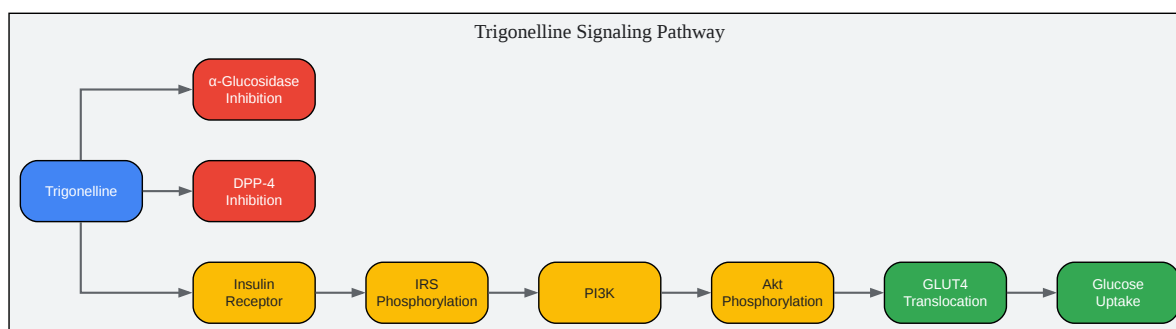 Trigonelline Signaling Pathway
α-Glucosidase
Inhibition
Trigonelline
DPP-4
Inhibition
Insulin
Receptor
IRS
Phosphorylation
PI3K
Akt
Phosphorylation
GLUT4
Translocation
Glucose
Uptake